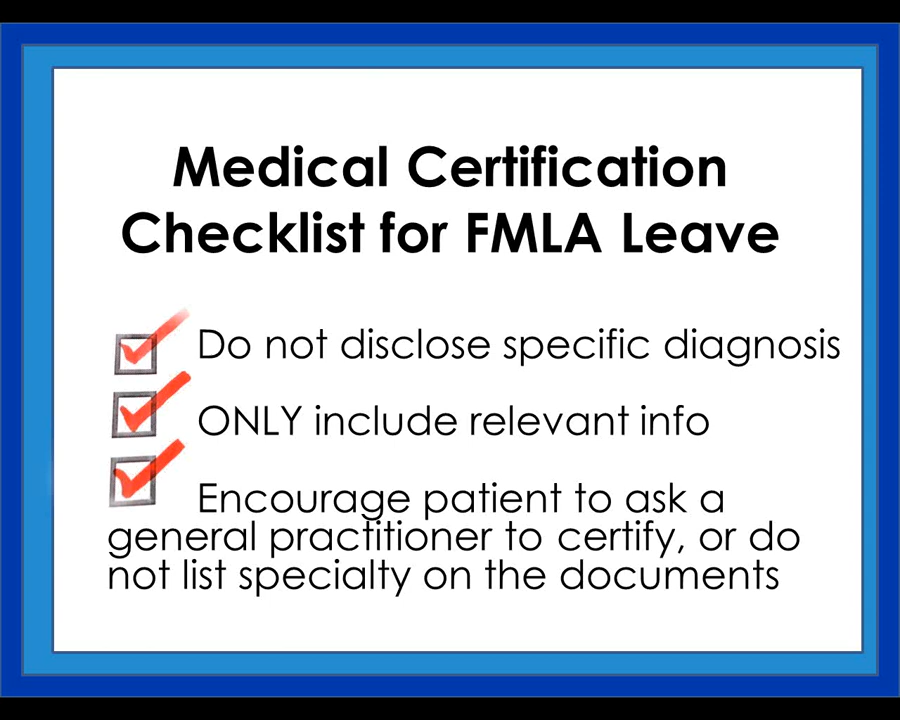 Medical Certification
Checklist for FMLA Leave
Do not disclose specific diagnosis
ONLY include relevant info
Encourage patient to ask a
general practitioner to certify, or do
not list specialty on the documents